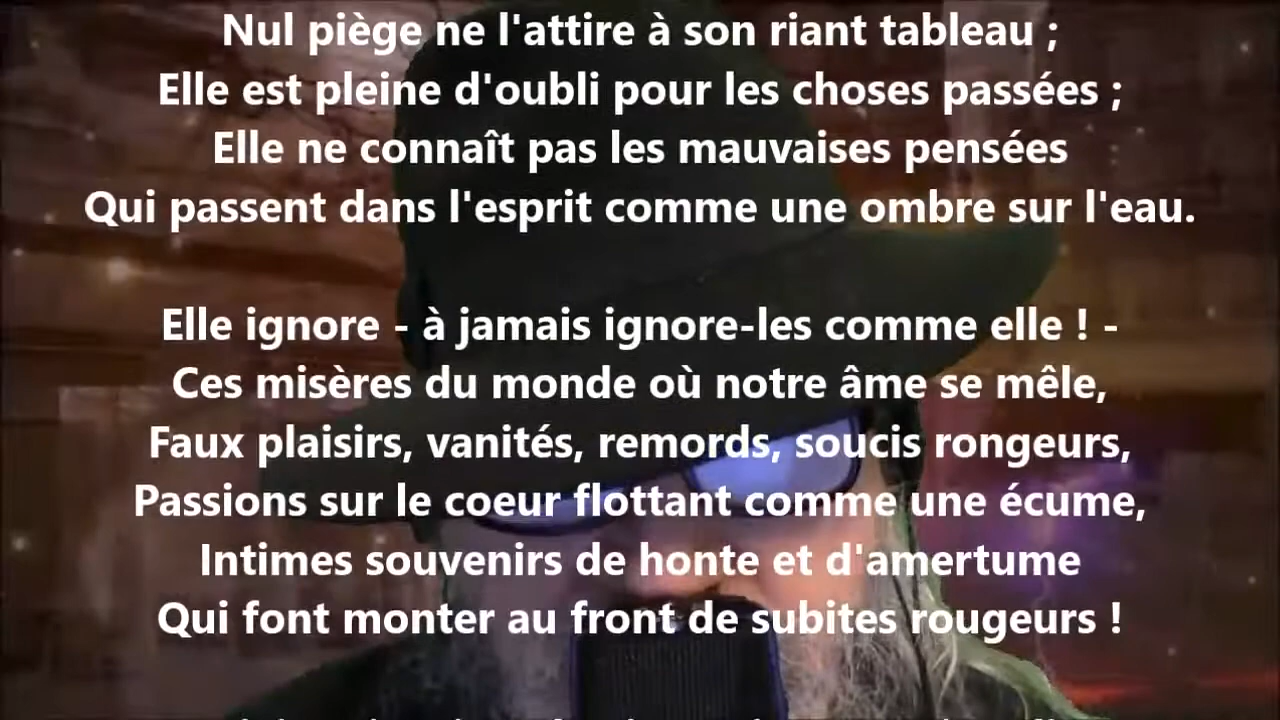 Nul piège ne l'attire à son riant tableau ;
Elle est pleine d'oubli pour les choses passées ;
Elle ne connaît pas les mauvaises pensées
Qui passent dans l'esprit comme une ombre sur l'eau.
Elle ignore - à jamais ignore-les comme elle ! -
Ces misères du monde où notre âme se mêle,
Faux plaisirs, vanités, remords, soucis rongeurs,
Passions sur le coeur flottant comme une écume,
Intimes souvenirs de honte et d'amertume
Qui font monter au front de subites rougeurs !